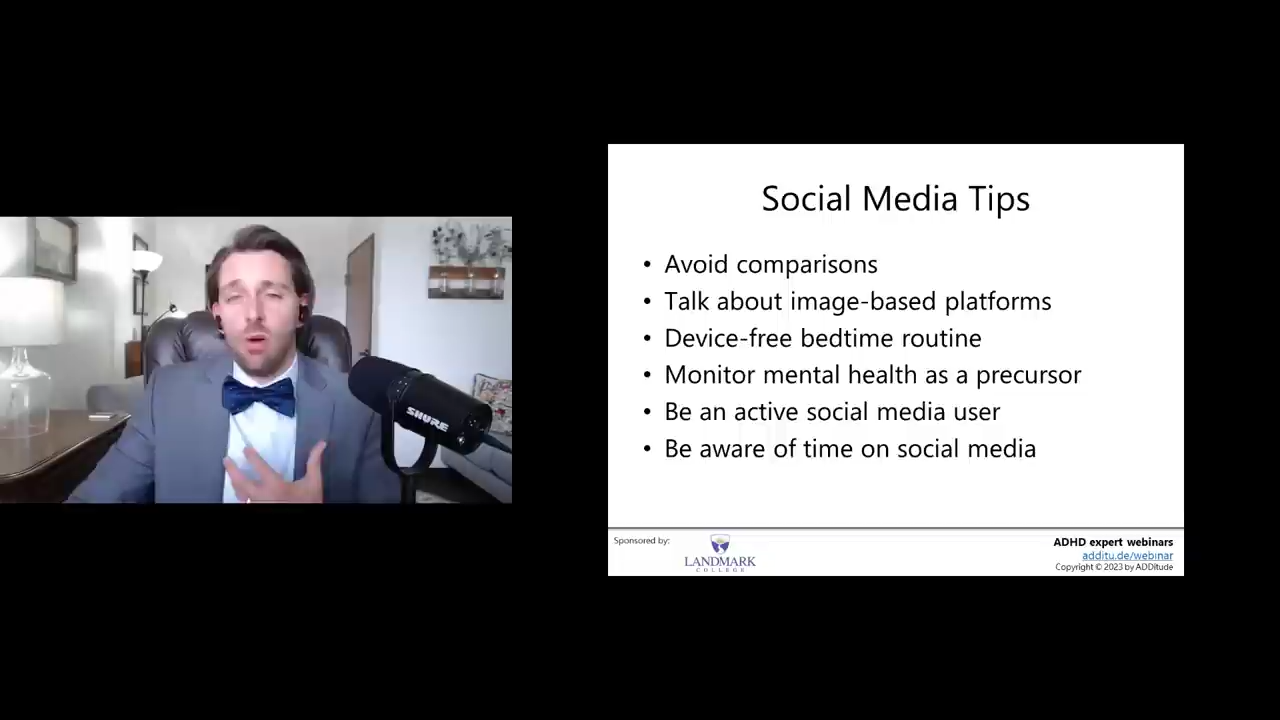 SHURE
Social Media Tips
• Avoid comparisons
• Talk about image-based platforms
• Device-free bedtime routine
• Monitor mental health as a precursor
• Be an active social media user
• Be aware of time on social media
Sponsored by:
LANDMARK
COLLEGE
ADHD expert webinars
additu.de/webinar
Copyright © 2023 by ADDitude